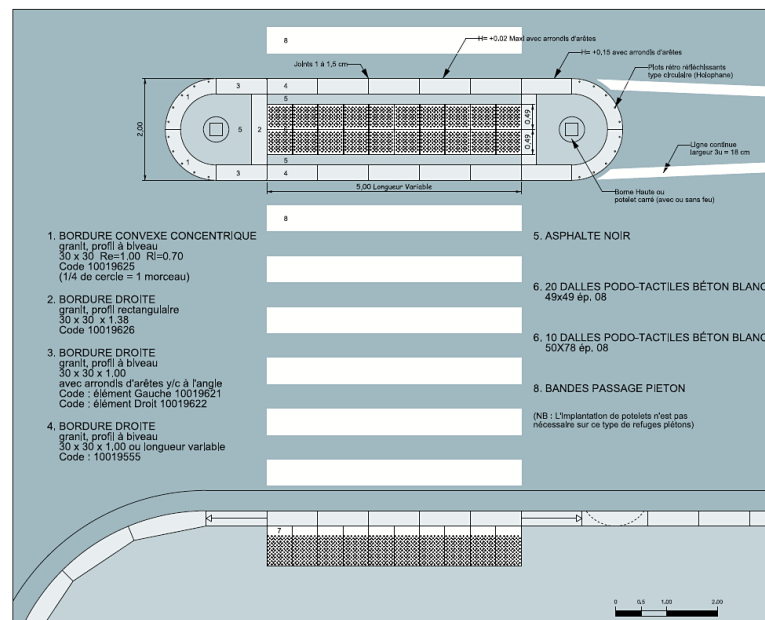 8
H= +0.02 Maxi avec arrondis d'arêtes
H= +0,15 avec arrondis d'arêtes
Joints 1 à 1,5 cm
Plots rétro réfléchissants
type circulaire (Holophane)
3
4
1
5
5
2
2,00
0,49
0,49
5
1
3
4
Ligne continue
largeur 3u = 18 cm
5,00 Longueur Variable
Borne Haute ou
potelet carré (avec ou sans feu)
8
1. BORDURE CONVEXE CONCENTRIQUE
granit, profil à biveau
30 x 30 Re=1.00 Ri=0.70
Code 10019625
(1/4 de cercle = 1 morceau)
2. BORDURE DROITE
granit, profil rectangulaire
30 x 30 x 1.38
Code 10019626
3. BORDURE DROITE
granit, profil à biveau
30 x 30 x 1.00
avec arrondis d'arêtes y/c à l'angle
Code : élément Gauche 10019621
Code : élément Droit 10019622
4. BORDURE DROITE
granit, profil à biveau
30 x 30 x 1.00 ou longueur variable
Code : 10019555
5. ASPHALTE NOIR
6. 20 DALLES PODO-TACTILES BÉTON BLANC
49x49 ép. 08
6. 10 DALLES PODO-TACTILES BÉTON BLANC
50X78 ép. 08
8. BANDES PASSAGE PIETON
(NB : L'implantation de potelets n'est pas
nécessaire sur ce type de refuges piétons)
7
0 0,5 1,00 2,00